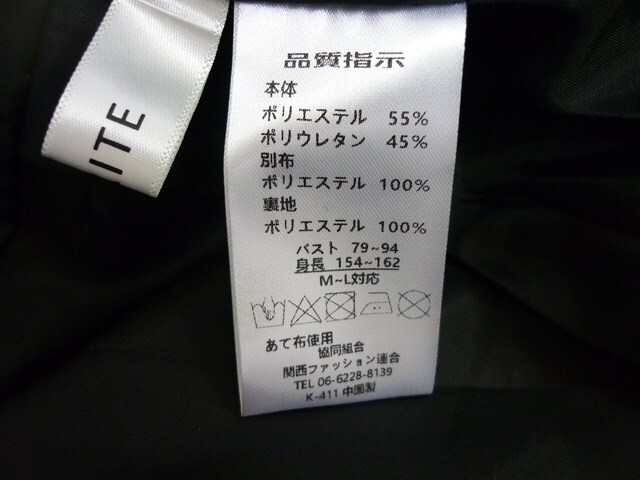 ITE
品質指示
本体
ポリエステル 55%
ポリウレタン 45%
別布
ポリエステル 100%
裏地
ポリエステル 100%
バスト 79~94
身長 154~162
M~L対応
あて布使用
協同組合
関西ファッション連合
TEL 06-6228-8139
K-411 中国製